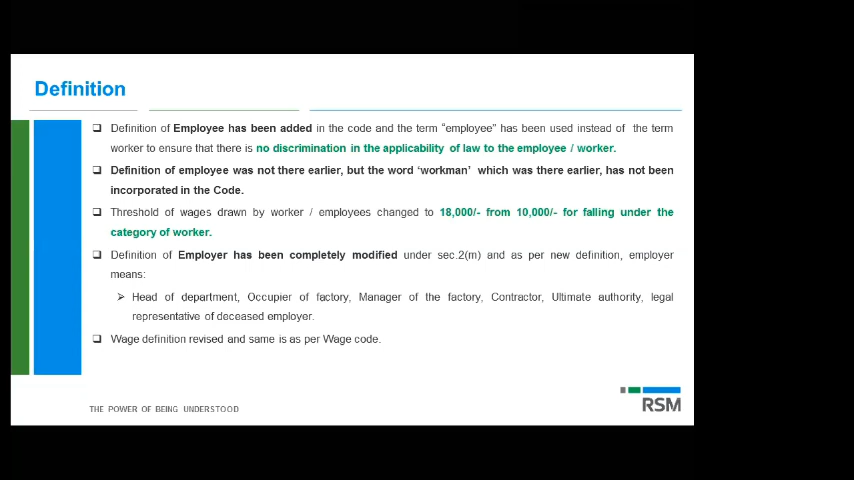 Definition
Definition of Employee has been added in the code and the term "employee" has been used instead of the term
worker to ensure that there is no discrimination in the applicability of law to the employee / worker.
Definition of employee was not there earlier, but the word 'workman' which was there earlier, has not been
incorporated in the Code.
Threshold of wages drawn by worker / employees changed to 18,000/- from 10,000/- for falling under the
category of worker.
Definition of Employer has been completely modified under sec.2(m) and as per new definition, employer
means:
Head of department, Occupier of factory, Manager of the factory, Contractor, Ultimate authority, legal
representative of deceased employer.
Wage definition revised and same is as per Wage code.
THE POWER OF BEING UNDERSTOOD
RSM